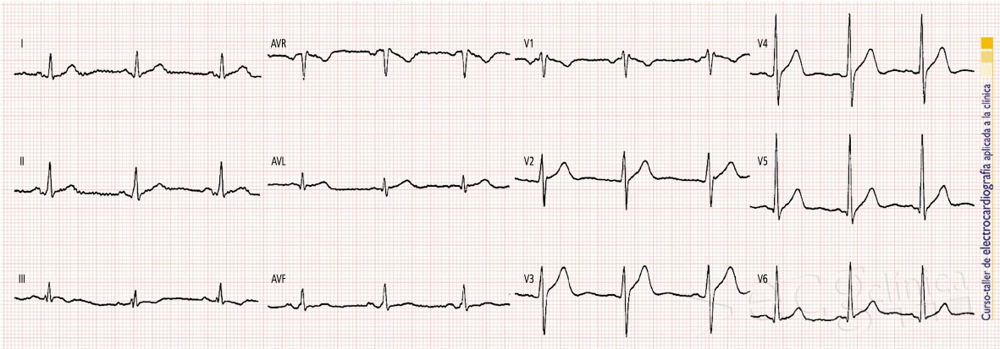 I
AVR
V1
V4
II
AVL
V2
V5
III
AVF
V3
V6
Curso-taller de electrocardiografía aplicada a la clínica